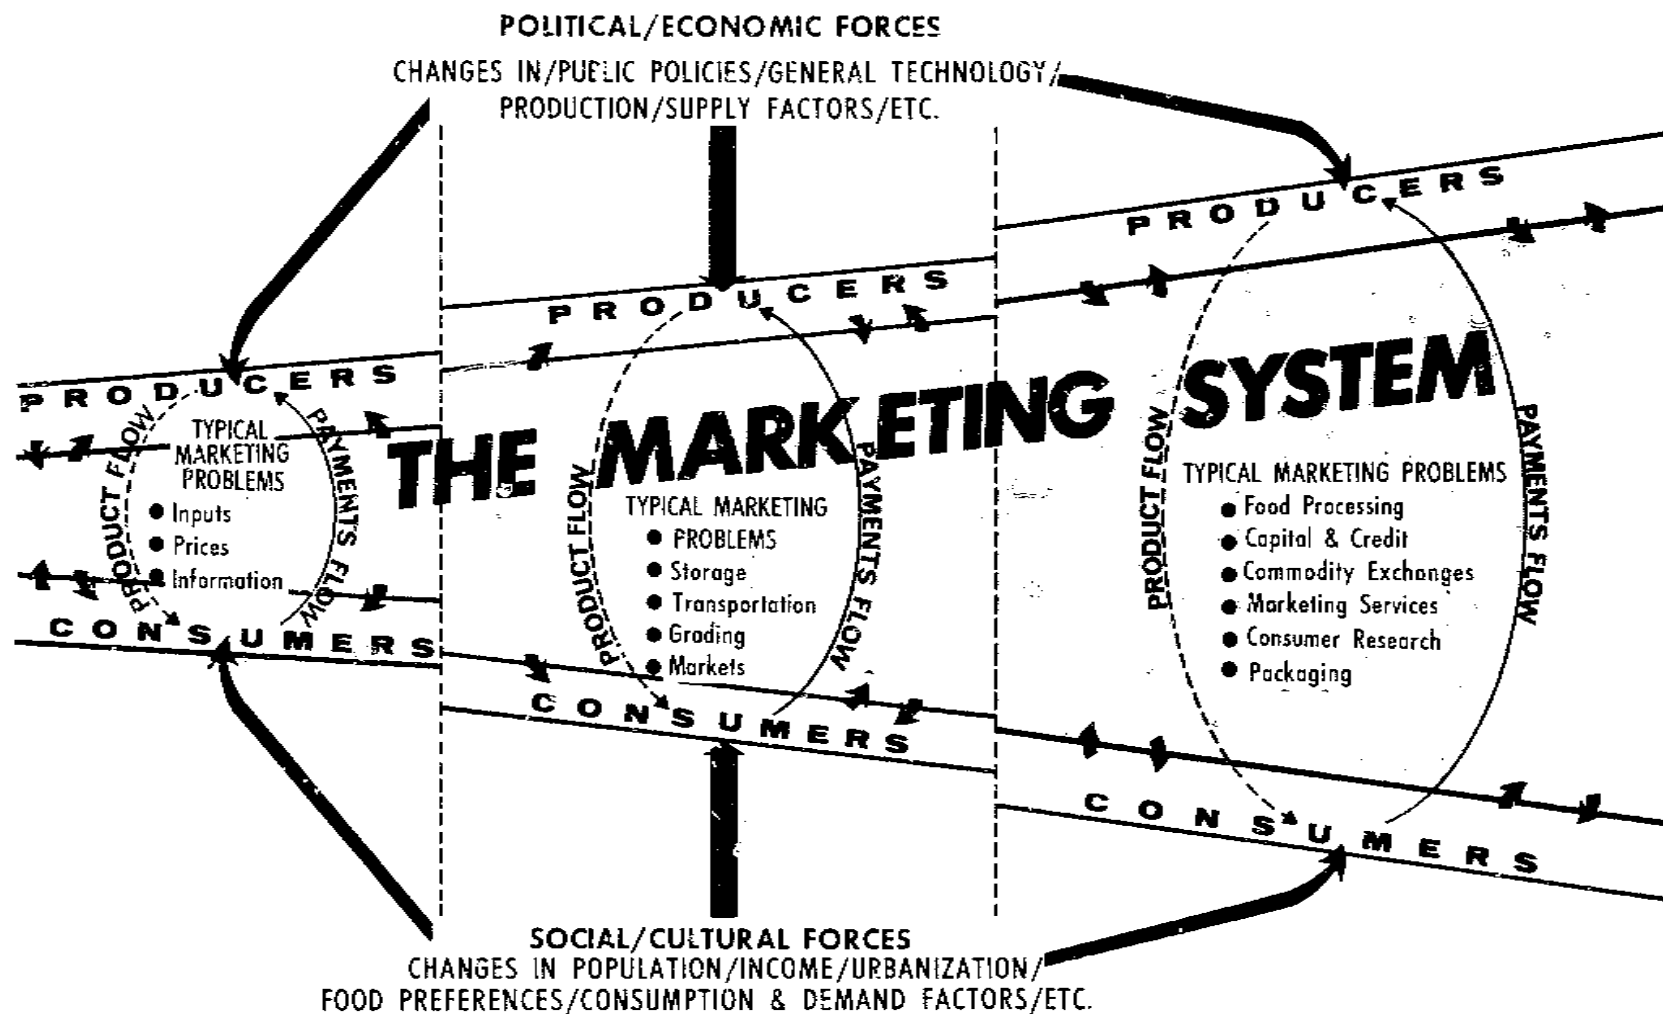 POLITICAL/ECONOMIC FORCES
CHANGES IN/PUBLIC POLICIES/GENERAL TECHNOLOGY/
PRODUCTION/SUPPLY FACTORS/ETC.
PRODUCERS
PRODUCERS
PRODUCERS
THE MARKETING SYSTEM
PRODUCT FLOW
TYPICAL
MARKETING
PROBLEMS
● Inputs
● Prices
● Information
PAYMENTS FLOW
PRODUCT FLOW
TYPICAL MARKETING
● PROBLEMS
● Storage
● Transportation
● Grading
● Markets
PAYMENTS FLOW
PRODUCT FLOW
TYPICAL MARKETING PROBLEMS
● Food Processing
● Capital & Credit
● Commodity Exchanges
● Marketing Services
● Consumer Research
● Packaging
PAYMENTS FLOW
CONSUMERS
CONSUMERS
CONSUMERS
SOCIAL/CULTURAL FORCES
CHANGES IN POPULATION/INCOME/URBANIZATION/
FOOD PREFERENCES/CONSUMPTION & DEMAND FACTORS/ETC.